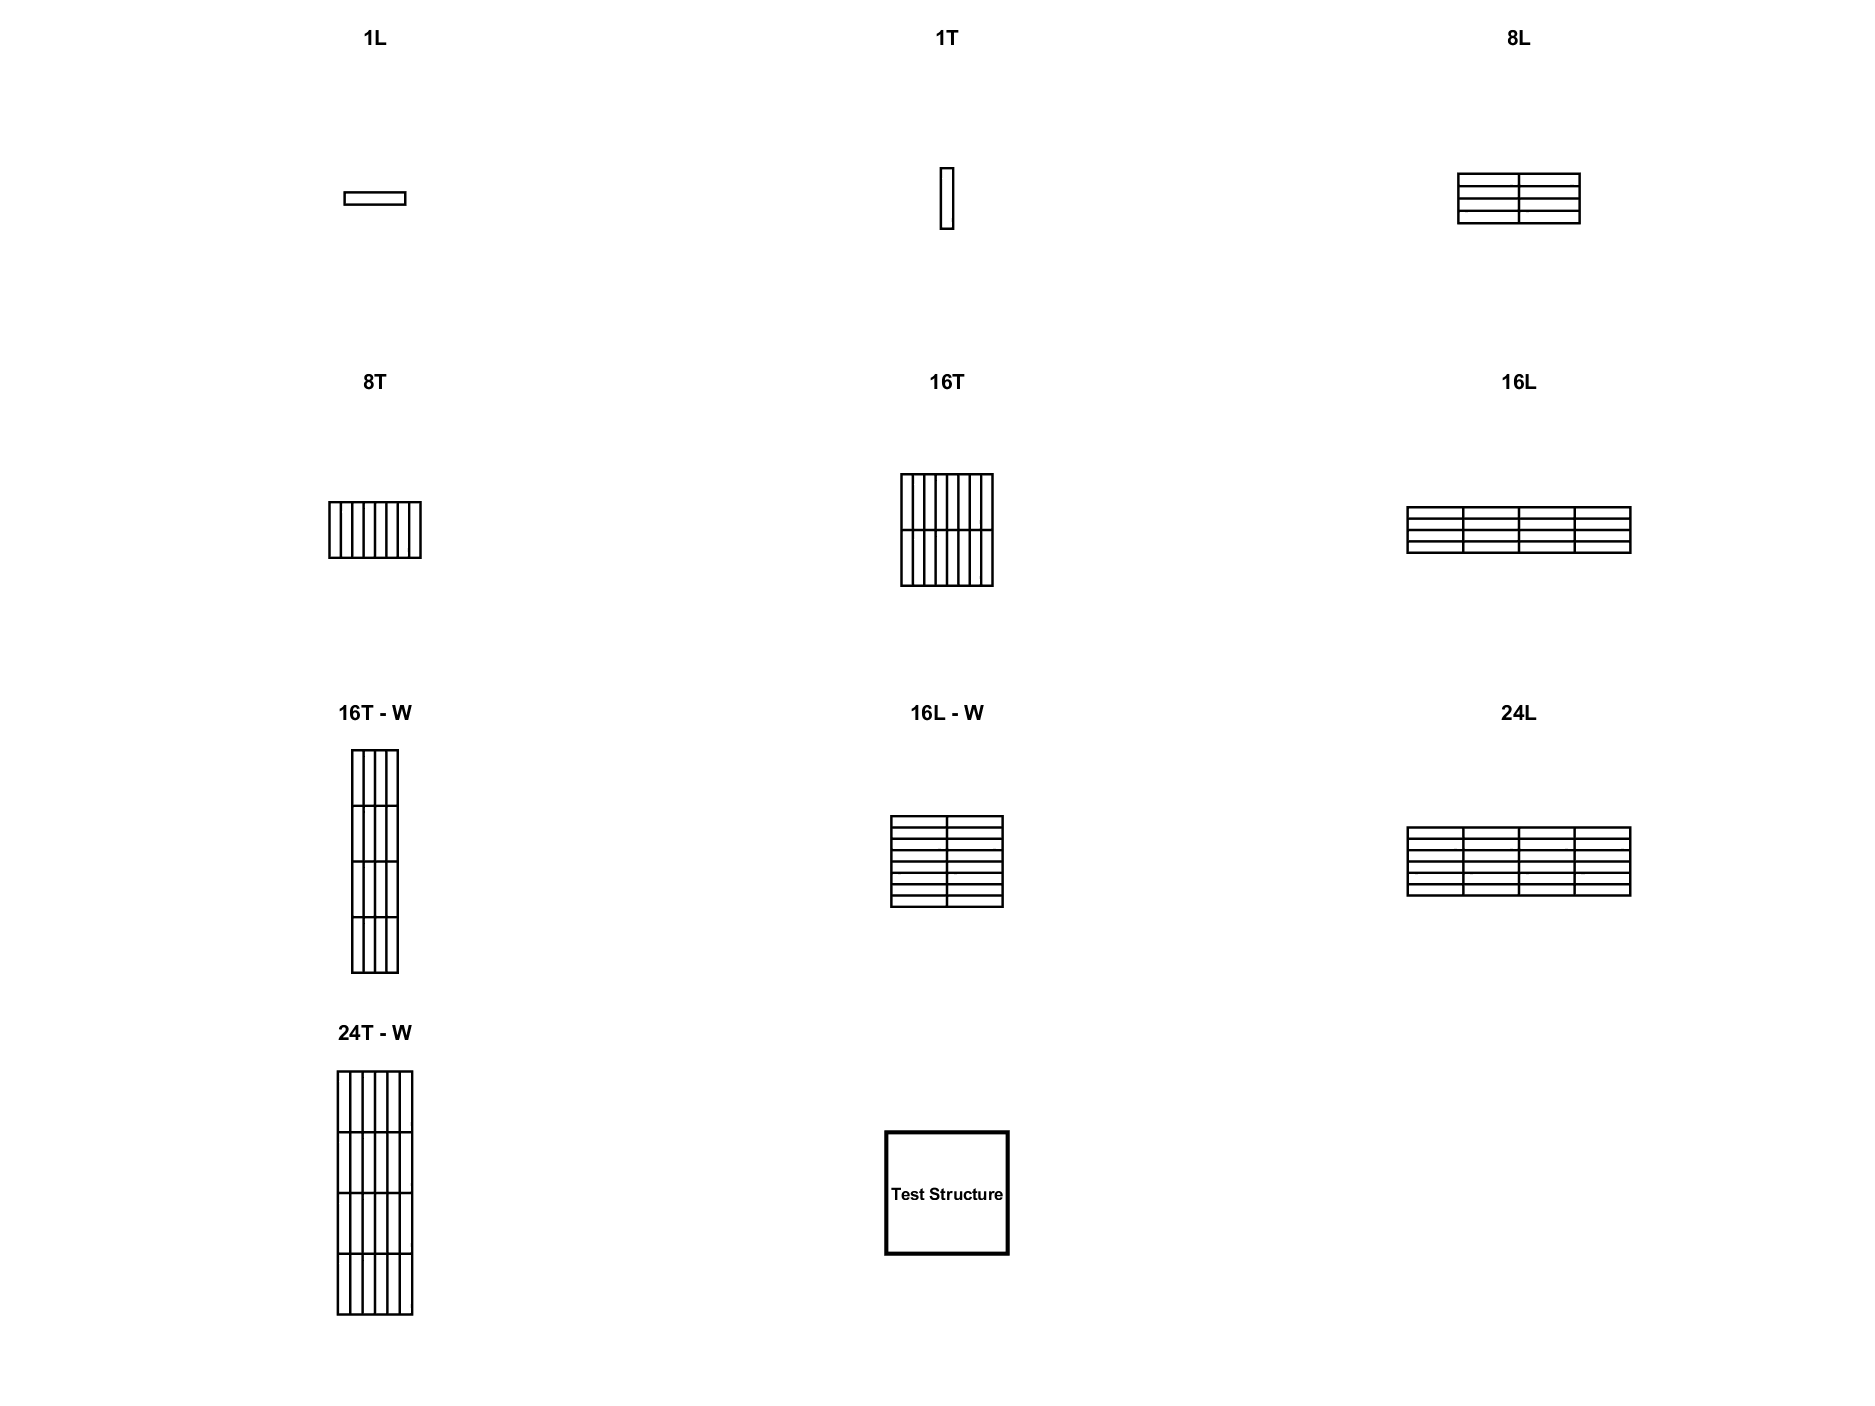 1L
1T
8L
8T
16T
16L
16T - W
16L - W
24L
24T - W
Test Structure